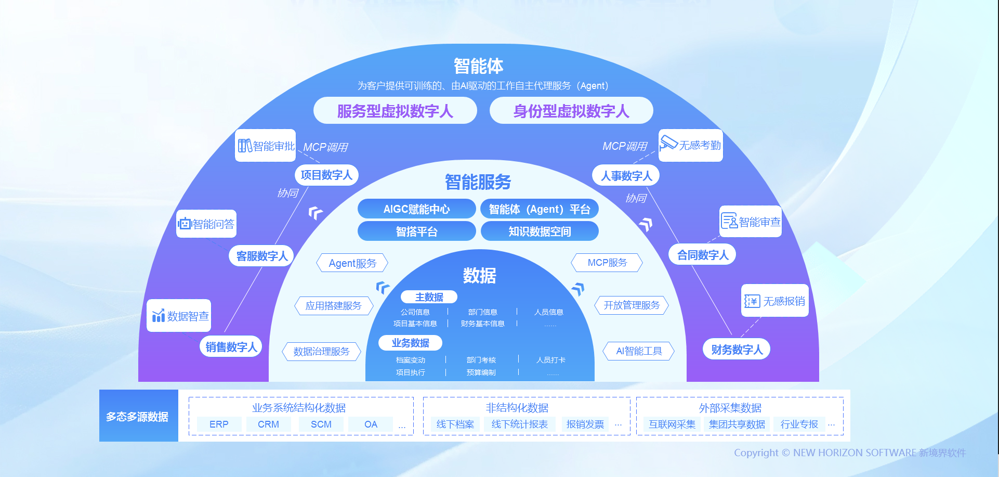 智能体
为客户提供可训练的、由AI驱动的工作自主代理服务（Agent）
服务型虚拟数字人
身份型虚拟数字人
智能审批
MCP调用
项目数字人
协同
智能问答
客服数字人
数据智查
销售数字人
MCP调用
无感考勤
人事数字人
协同
智能审查
合同数字人
无感报销
财务数字人
智能服务
AIGC赋能中心
智能体（Agent）平台
智搭平台
知识数据空间
Agent服务
应用搭建服务
数据治理服务
MCP服务
开放管理服务
AI智能工具
数据
主数据
公司信息 | 部门信息 | 人员信息
项目基本信息 | 财务基本信息 | ......
业务数据
档案变动 | 部门考核 | 人员打卡
项目执行 | 预算编制 | ......
多态多源数据
业务系统结构化数据
ERP CRM SCM OA ...
非结构化数据
线下档案 线下统计报表 报销发票 ...
外部采集数据
互联网采集 集团共享数据 行业专报 ...
Copyright © NEW HORIZON SOFTWARE 新境界软件